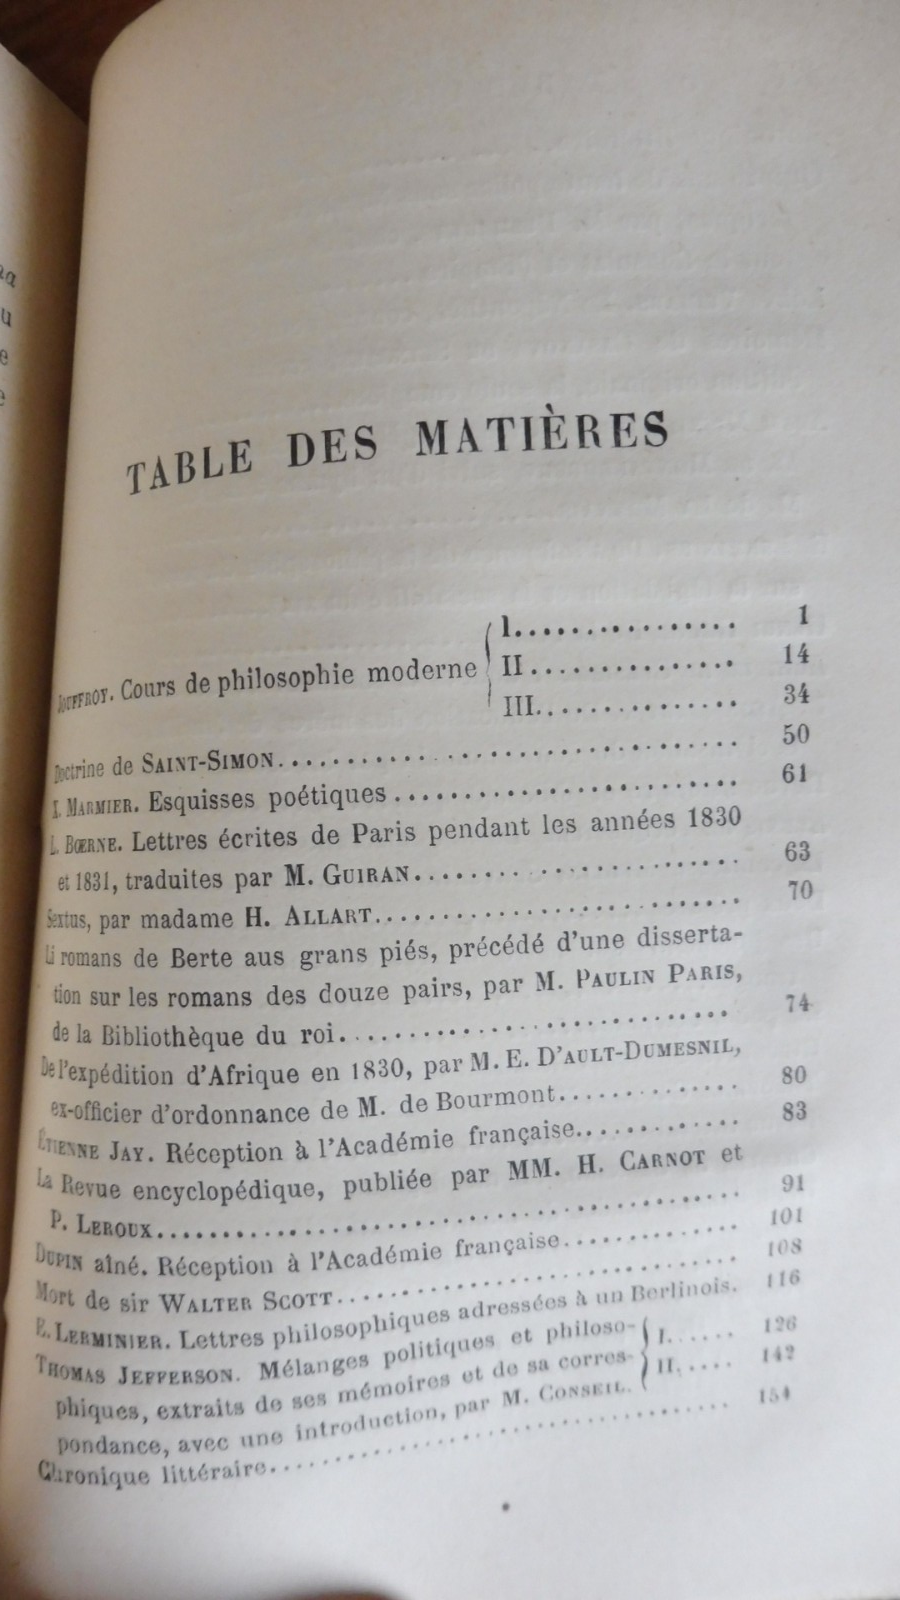 aa
u
e
e
TABLE DES MATIÈRES
JOUFFROY. Cours de philosophie moderne
I................ 1
II............... 14
III.............. 34
Doctrine de SAINT-SIMON.................................. 50
X. MARMIER. Esquisses poétiques.......................... 61
L. BŒRNE. Lettres écrites de Paris pendant les années 1830
et 1831, traduites par M. GUIRAN........................ 63
Sextus, par madame H. ALLART........................... 70
Li romans de Berte aus grans piés, précédé d'une disserta-
tion sur les romans des douze pairs, par M. PAULIN PARIS,
de la Bibliothèque du roi.............................. 74
De l'expédition d'Afrique en 1830, par M. E. D'AULT-DUMESNIL,
ex-officier d'ordonnance de M. de Bourmont............. 80
ÉTIENNE JAY. Réception à l'Académie française............. 83
La Revue encyclopédique, publiée par MM. H. CARNOT et
P. LEROUX............................................ 91
DUPIN aîné. Réception à l'Académie française.............. 101
Mort de sir WALTER SCOTT............................... 108
E. LERMINIER. Lettres philosophiques adressées à un Berlinois. 116
THOMAS JEFFERSON. Mélanges politiques et philoso- I...... 126
phiques, extraits de ses mémoires et de sa corres- II..... 142
pondance, avec une introduction, par M. CONSEIL.
Chronique littéraire................................... 154